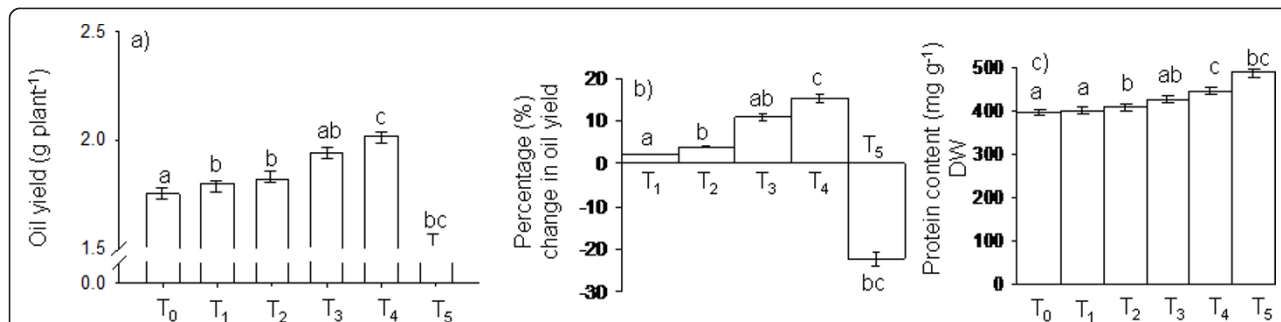 a)
Oil yield (g plant⁻¹)
2.5
2.0
1.5
0.0
a
b
b
ab
c
bc
T₀
T₁
T₂
T₃
T₄
T₅
b)
Percentage (%)
change in oil yield
20
10
0
-10
-20
-30
a
b
ab
c
bc
T₁
T₂
T₃
T₄
T₅
c)
Protein content (mg g⁻¹)
DW
500
400
300
200
100
0
a
a
b
ab
c
bc
T₀
T₁
T₂
T₃
T₄
T₅